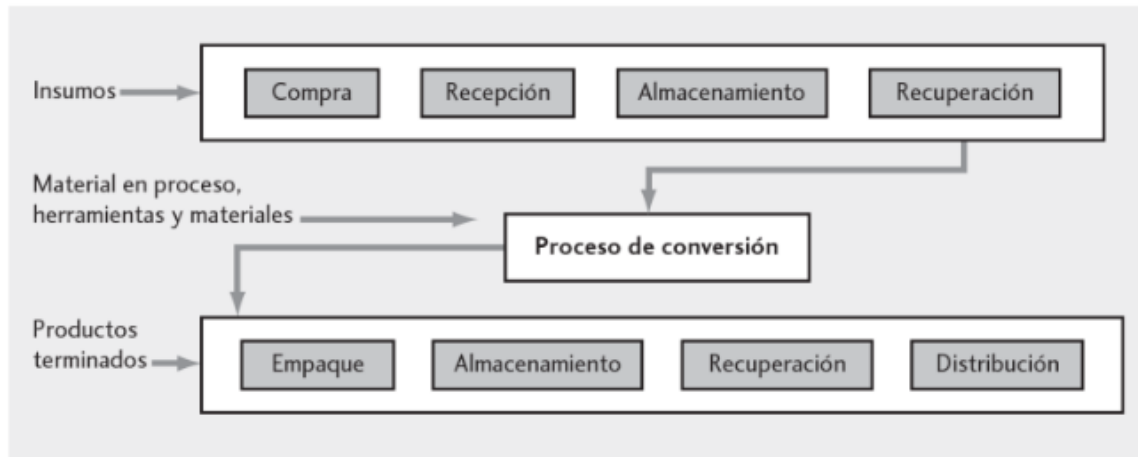 Insumos
Compra
Recepción
Almacenamiento
Recuperación
Material en proceso,
herramientas y materiales
Proceso de conversión
Productos
terminados
Empaque
Almacenamiento
Recuperación
Distribución